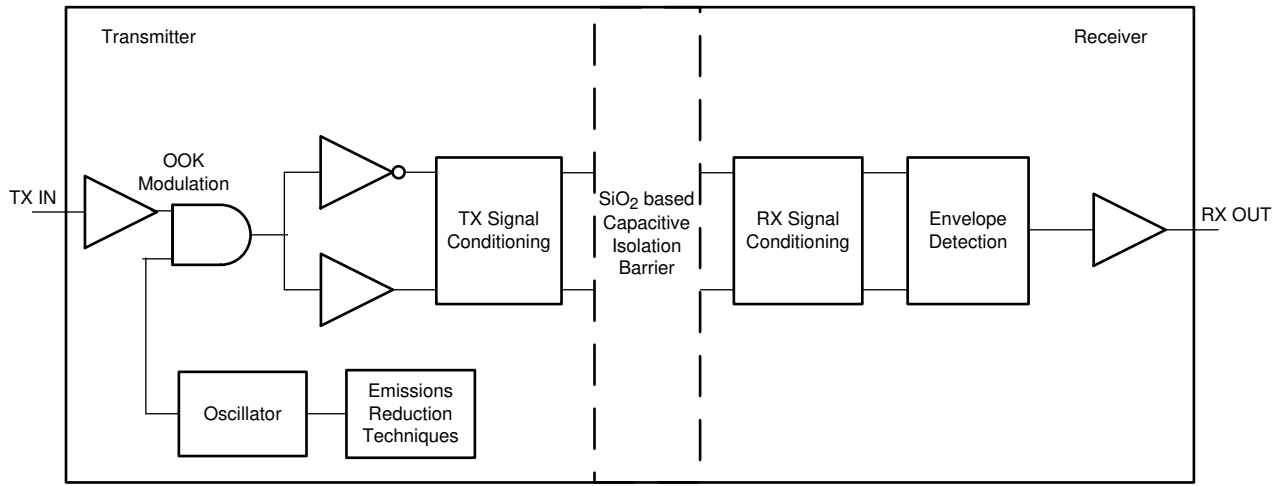 Transmitter
Receiver
OOK
Modulation
TX IN
TX Signal
Conditioning
SiO2 based
Capacitive
Isolation
Barrier
RX Signal
Conditioning
Envelope
Detection
RX OUT
Oscillator
Emissions
Reduction
Techniques